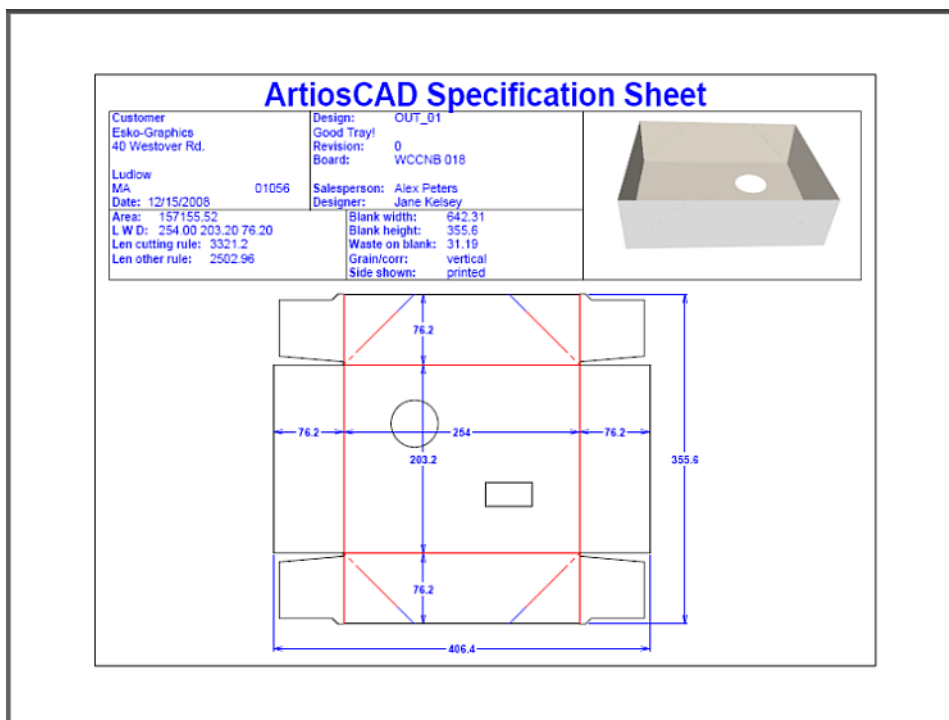 ArtiosCAD Specification Sheet
Customer
Esko-Graphics
40 Westover Rd.
Ludlow
MA 01056
Date: 12/15/2008
Design: OUT_01
Good Tray!
Revision: 0
Board: WCCNB 018
Salesperson: Alex Peters
Designer: Jane Kelsey
Area: 157155.52
L W D: 254.00 203.20 76.20
Len cutting rule: 3321.2
Len other rule: 2502.96
Blank width: 642.31
Blank height: 355.6
Waste on blank: 31.19
Grain/corr: vertical
Side shown: printed
76.2
76.2
254
76.2
203.2
355.6
76.2
406.4